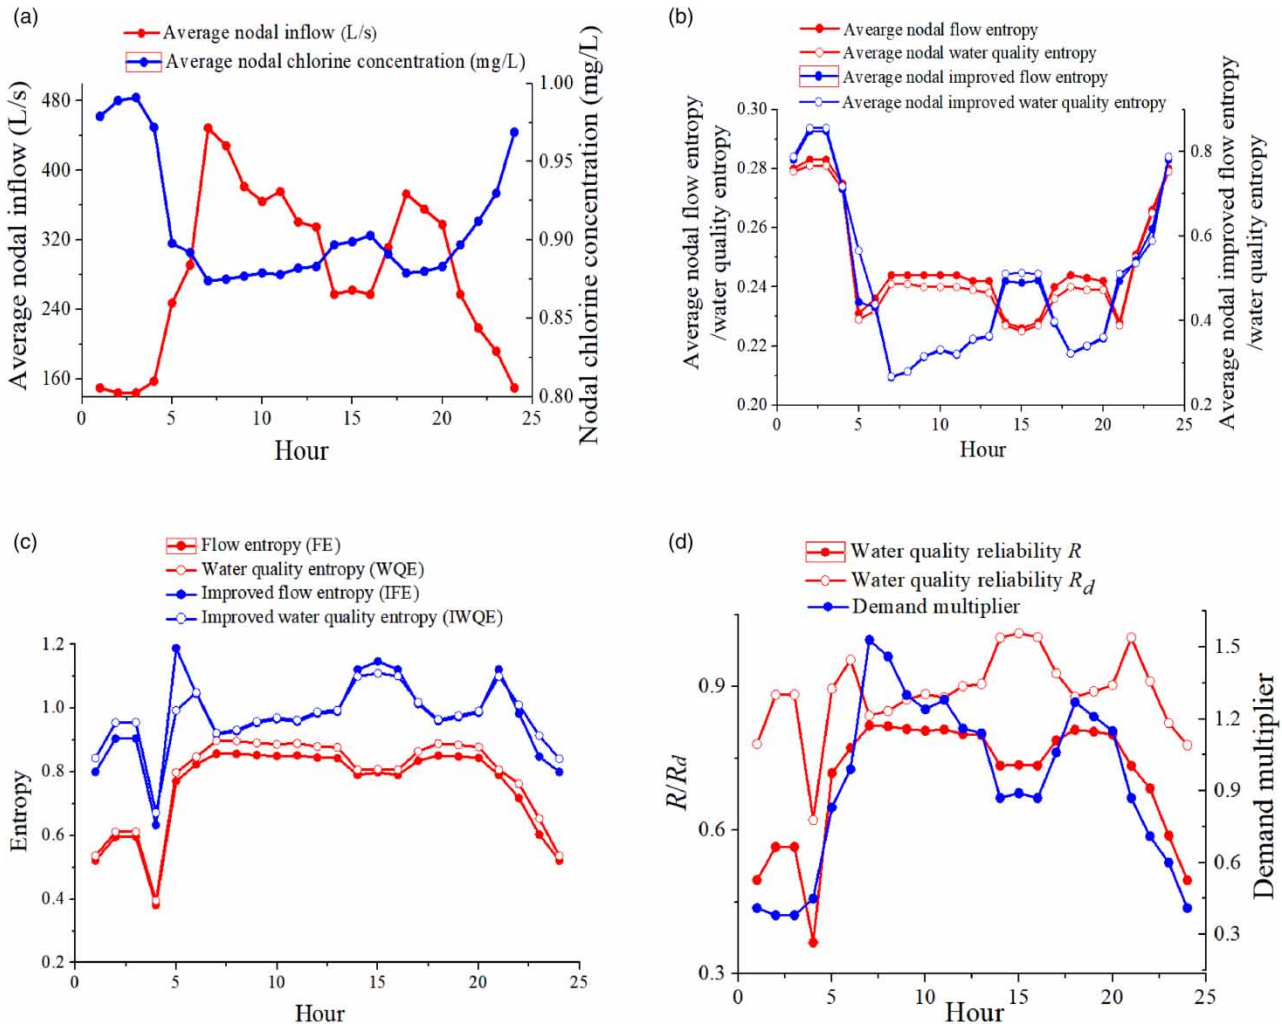 (a)
Average nodal inflow (L/s)
Average nodal chlorine concentration (mg/L)
Average nodal inflow (L/s)
480
400
320
240
160
0
5
10
15
20
25
Hour
1.00
0.95
0.90
0.85
0.80
Nodal chlorine concentration (mg/L)
(b)
Avearge nodal flow entropy
Average nodal water quality entropy
Average nodal improved flow entropy
Average nodal improved water quality entropy
Average nodal flow entropy
/water quality entropy
0.30
0.28
0.26
0.24
0.22
0.20
0
5
10
15
20
25
Hour
0.8
0.6
0.4
0.2
Average nodal improved flow entropy
/water quality entropy
(c)
Flow entropy (FE)
Water quality entropy (WQE)
Improved flow entropy (IFE)
Improved water quality entropy (IWQE)
Entropy
1.2
1.0
0.8
0.6
0.4
0.2
0
5
10
15
20
25
Hour
(d)
Water quality reliability R
Water quality reliability Rd
Demand multiplier
R/Rd
0.9
0.6
0.3
0
5
10
15
20
25
Hour
1.5
1.2
0.9
0.6
0.3
Demand multiplier